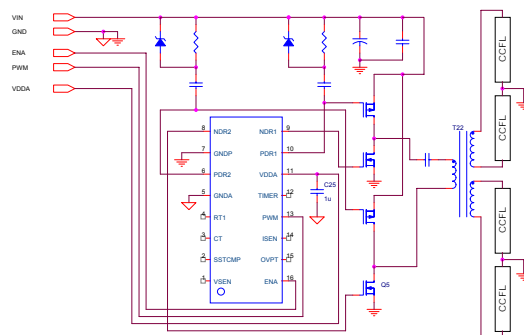 VIN
GND
ENA
PWM
VDDA
8 NDR2 NDR1 9
7 GNDP PDR1 10
6 PDR2 VDDA 11
5 GNDA TIMER 12
4 RT1 PWM 13
3 CT ISEN 14
2 SSTCMP OVPT 15
1 VSEN ENA 16
C25
1u
Q5
T22
CCFL
CCFL
CCFL
CCFL